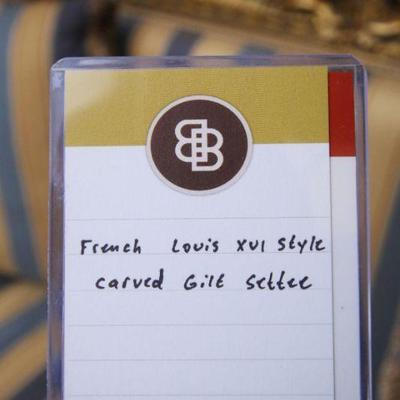 French Louis XVI Style
Carved Gilt Settee